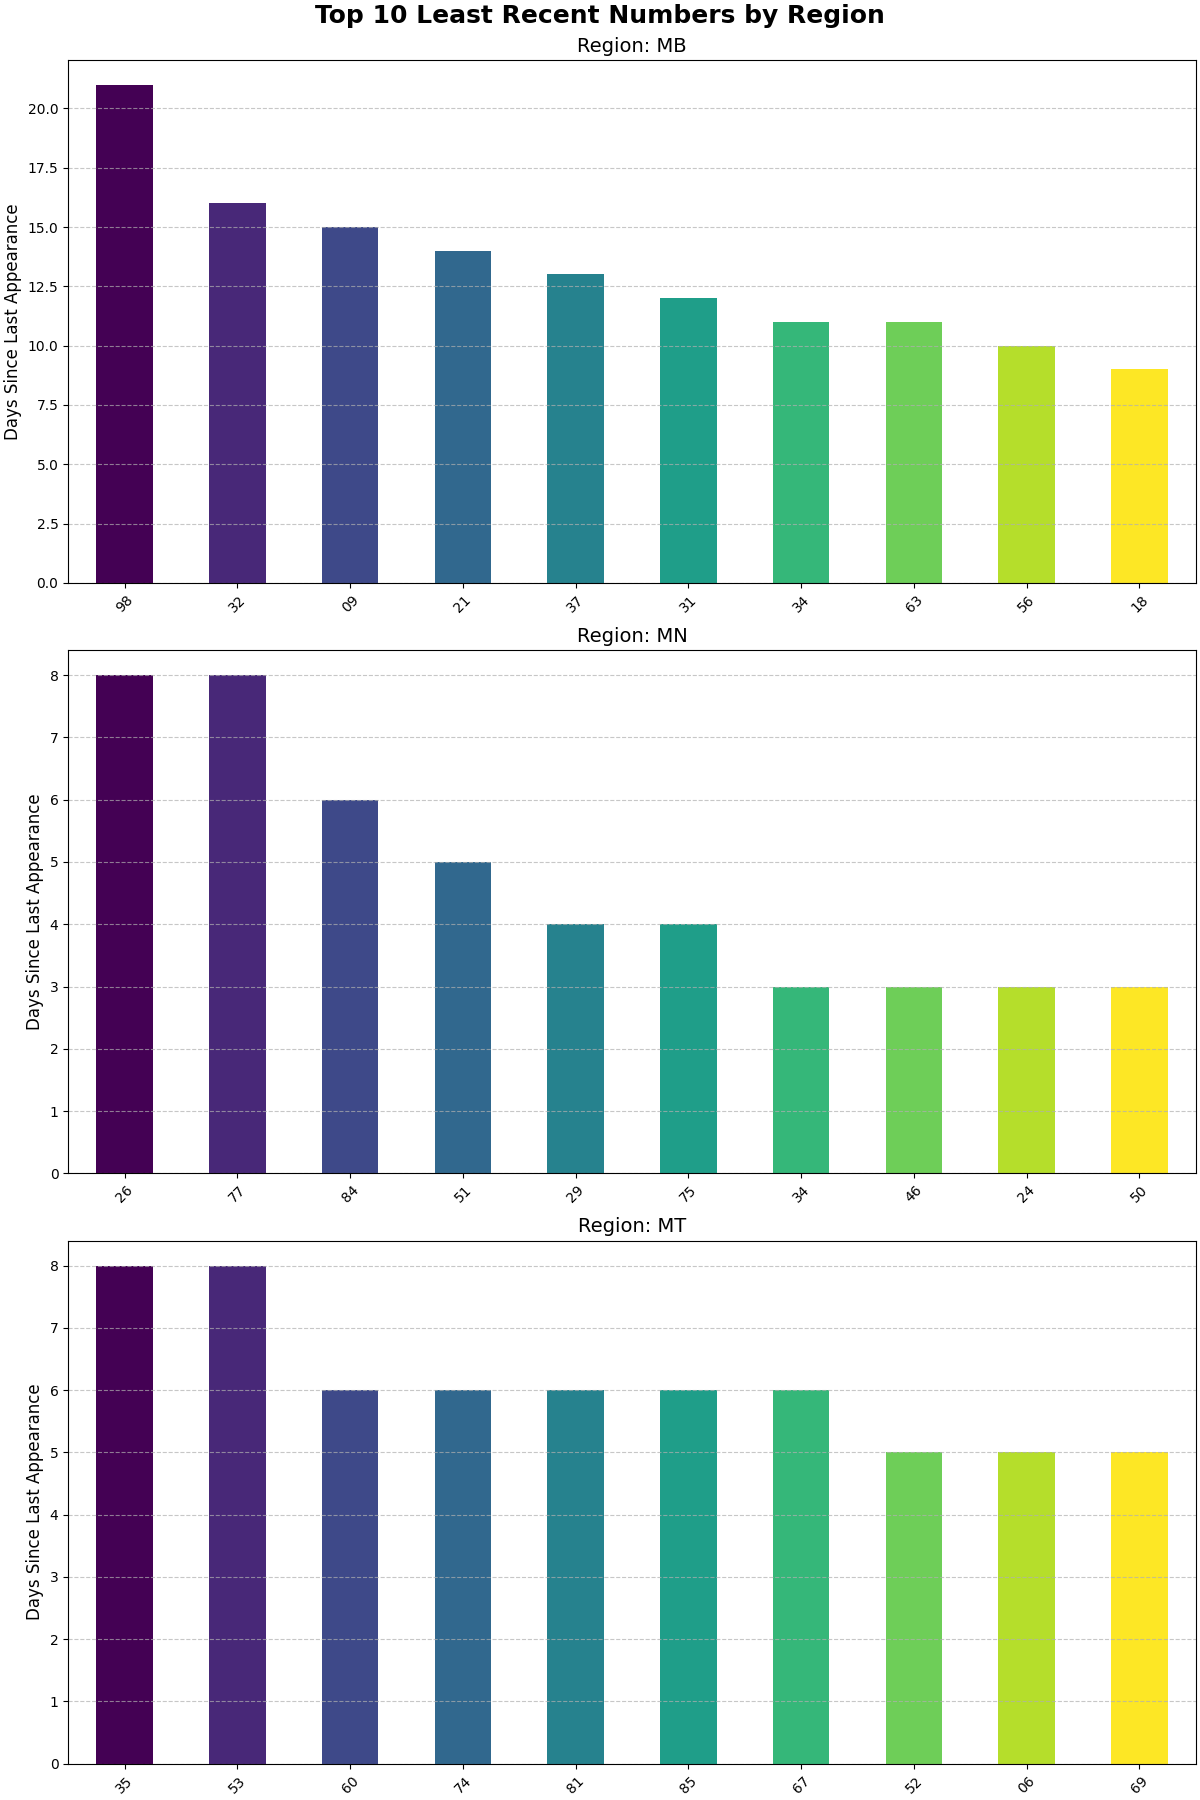 Top 10 Least Recent Numbers by Region
Region: MB
Days Since Last Appearance
20.0
17.5
15.0
12.5
10.0
7.5
5.0
2.5
0.0
98 32 09 21 37 31 34 63 56 18
Region: MN
Days Since Last Appearance
8
7
6
5
4
3
2
1
0
26 77 84 51 29 75 34 46 24 50
Region: MT
Days Since Last Appearance
8
7
6
5
4
3
2
1
0
35 53 60 74 81 85 67 52 06 69